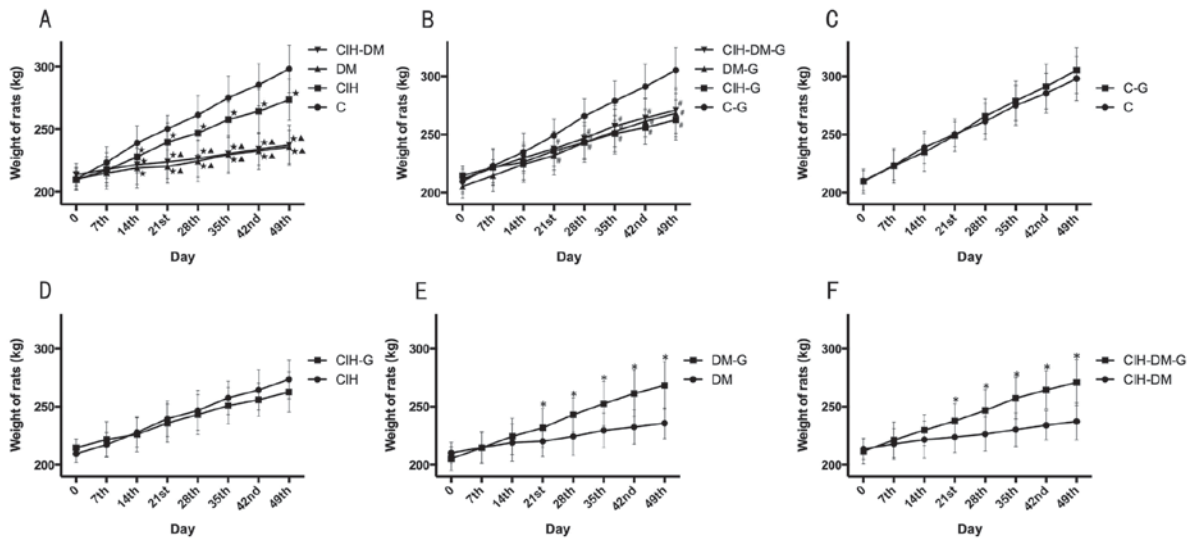 A
Weight of rats (kg)
300
250
200
0 7th 14th 21st 28th 35th 42nd 49th
Day
CIH-DM
DM
CIH
C
B
Weight of rats (kg)
300
250
200
0 7th 14th 21st 28th 35th 42nd 49th
Day
CIH-DM-G
DM-G
CIH-G
C-G
C
Weight of rats (kg)
300
250
200
0 7th 14th 21st 28th 35th 42nd 49th
Day
C-G
C
D
Weight of rats (kg)
300
250
200
0 7th 14th 21st 28th 35th 42nd 49th
Day
CIH-G
CIH
E
Weight of rats (kg)
300
250
200
0 7th 14th 21st 28th 35th 42nd 49th
Day
DM-G
DM
F
Weight of rats (kg)
300
250
200
0 7th 14th 21st 28th 35th 42nd 49th
Day
CIH-DM-G
CIH-DM